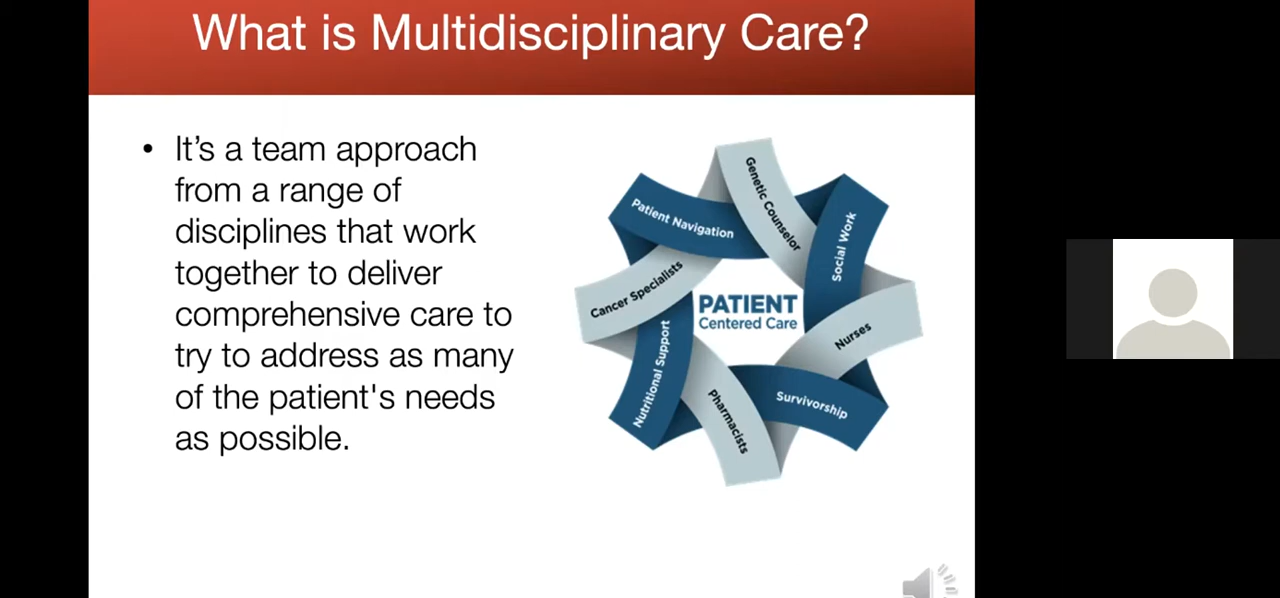 What is Multidisciplinary Care?
• It’s a team approach
from a range of
disciplines that work
together to deliver
comprehensive care to
try to address as many
of the patient's needs
as possible.
Genetic Counselor
Social Work
Nurses
Survivorship
Pharmacists
Nutritional Support
Cancer Specialists
Patient Navigation
PATIENT
Centered Care